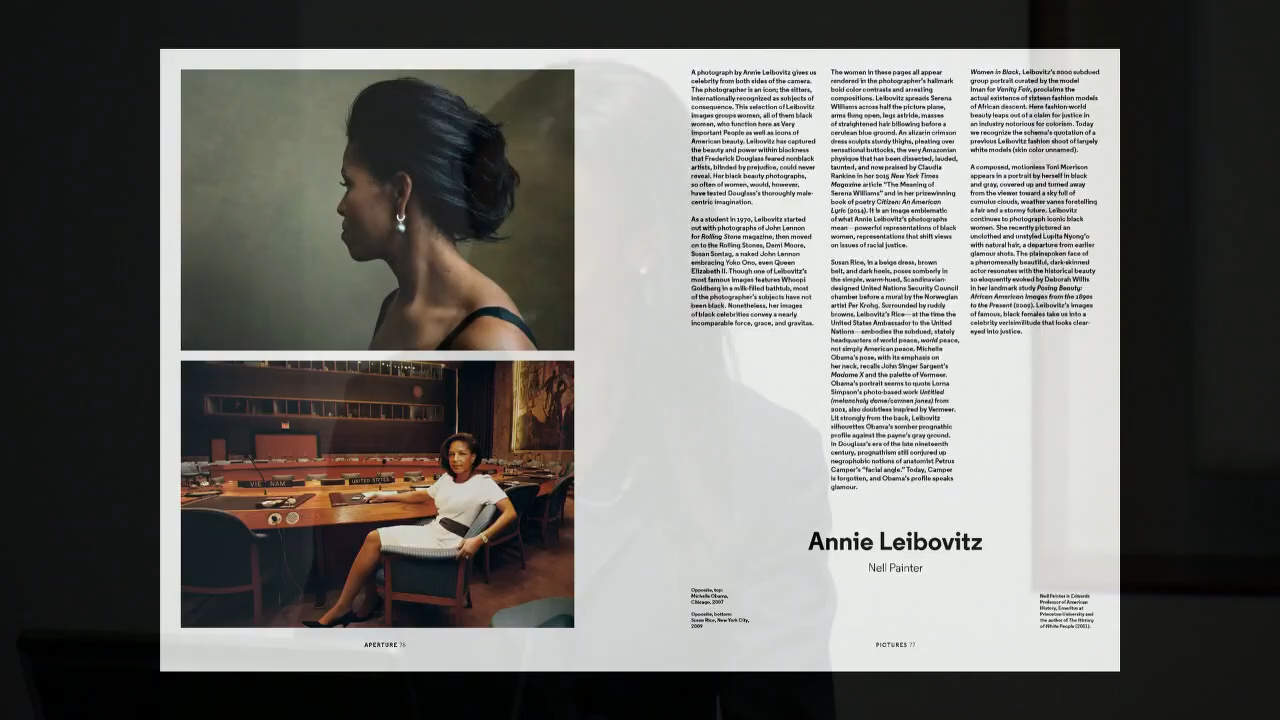 A photograph by Annie Leibovitz gives us
celebrity from both sides of the camera.
The photographer is an icon; the sitters,
internationally recognized as subjects of
consequence. This selection of Leibovitz
images groups women, all of them black
women, who function here as Very
Important People as well as icons of
American beauty. Leibovitz has captured
the beauty and power within blackness
that Frederick Douglass feared nonblack
artists, blinded by prejudice, could never
reveal. Her black beauty photographs,
so often of women, would, however,
have tested Douglass's thoroughly male-
centric imagination.
As a student in 1970, Leibovitz started
out with photographs of John Lennon
for Rolling Stone magazine, then moved
on to the Rolling Stones, Demi Moore,
Susan Sontag, a naked John Lennon
embracing Yoko Ono, even Queen
Elizabeth II. Though one of Leibovitz's
most famous images features Whoopi
Goldberg in a milk-filled bathtub, most
of the photographer's subjects have not
been black. Nonetheless, her images
of black celebrities convey a nearly
incomparable force, grace, and gravitas.
The women in these pages all appear
rendered in the photographer's hallmark
bold color contrasts and arresting
compositions. Leibovitz spreads Serena
Williams across half the picture plane,
arms flung open, legs astride, masses
of straightened hair billowing before a
cerulean blue ground. An alizarin crimson
dress sculpts sturdy thighs, pleating over
sensational buttocks, the very Amazonian
physique that has been dissected, lauded,
taunted, and now praised by Claudia
Rankine in her 2015 New York Times
Magazine article "The Meaning of
Serena Williams" and in her prizewinning
book of poetry Citizen: An American
Lyric (2014). It is an image emblematic
of what Annie Leibovitz's photographs
mean—powerful representations of black
women, representations that shift views
on issues of racial justice.
Susan Rice, in a beige dress, brown
belt, and dark heels, poses somberly in
the simple, warm-hued, Scandinavian-
designed United Nations Security Council
chamber before a mural by the Norwegian
artist Per Krohg. Surrounded by ruddy
browns, Leibovitz's Rice—at the time the
United States Ambassador to the United
Nations—embodies the subdued, stately
headquarters of world peace, world peace,
not simply American peace. Michelle
Obama's pose, with its emphasis on
her neck, recalls John Singer Sargent's
Madame X and the palette of Vermeer.
Obama's portrait seems to quote Lorna
Simpson's photo-based work Untitled
(melancholy dame/carmen jones) from
2001, also doubtless inspired by Vermeer.
Lit strongly from the back, Leibovitz
silhouettes Obama's somber prognathic
profile against the payne's gray ground.
In Douglass's era of the late nineteenth
century, prognathism still conjured up
negrophobic notions of anatomist Petrus
Camper's "facial angle." Today, Camper
is forgotten, and Obama's profile speaks
glamour.
Women in Black, Leibovitz's 2000 subdued
group portrait curated by the model
Iman for Vanity Fair, proclaims the
actual existence of sixteen fashion models
of African descent. Here fashion-world
beauty leaps out of a claim for justice in
an industry notorious for colorism. Today
we recognize the schema's quotation of a
previous Leibovitz fashion shoot of largely
white models (skin color unnamed).
A composed, motionless Toni Morrison
appears in a portrait by herself in black
and gray, covered up and turned away
from the viewer toward a sky full of
cumulus clouds, weather vanes foretelling
a fair and a stormy future. Leibovitz
continues to photograph iconic black
women. She recently pictured an
unclothed and unstyled Lupita Nyong'o
with natural hair, a departure from earlier
glamour shots. The plainspoken face of
a phenomenally beautiful, dark-skinned
actor resonates with the historical beauty
so eloquently evoked by Deborah Willis
in her landmark study Posing Beauty:
African American Images from the 1890s
to the Present (2009). Leibovitz's images
of famous, black females take us into a
celebrity verisimilitude that looks clear-
eyed into justice.
VIET NAM
UNITED STATES
Annie Leibovitz
Nell Painter
Opposite, top:
Michelle Obama,
Chicago, 2007
Opposite, bottom:
Susan Rice, New York City,
2009
Nell Painter is Edwards
Professor of American
History, Emeritus at
Princeton University and
the author of The History
of White People (2011).
APERTURE 76
PICTURES 77